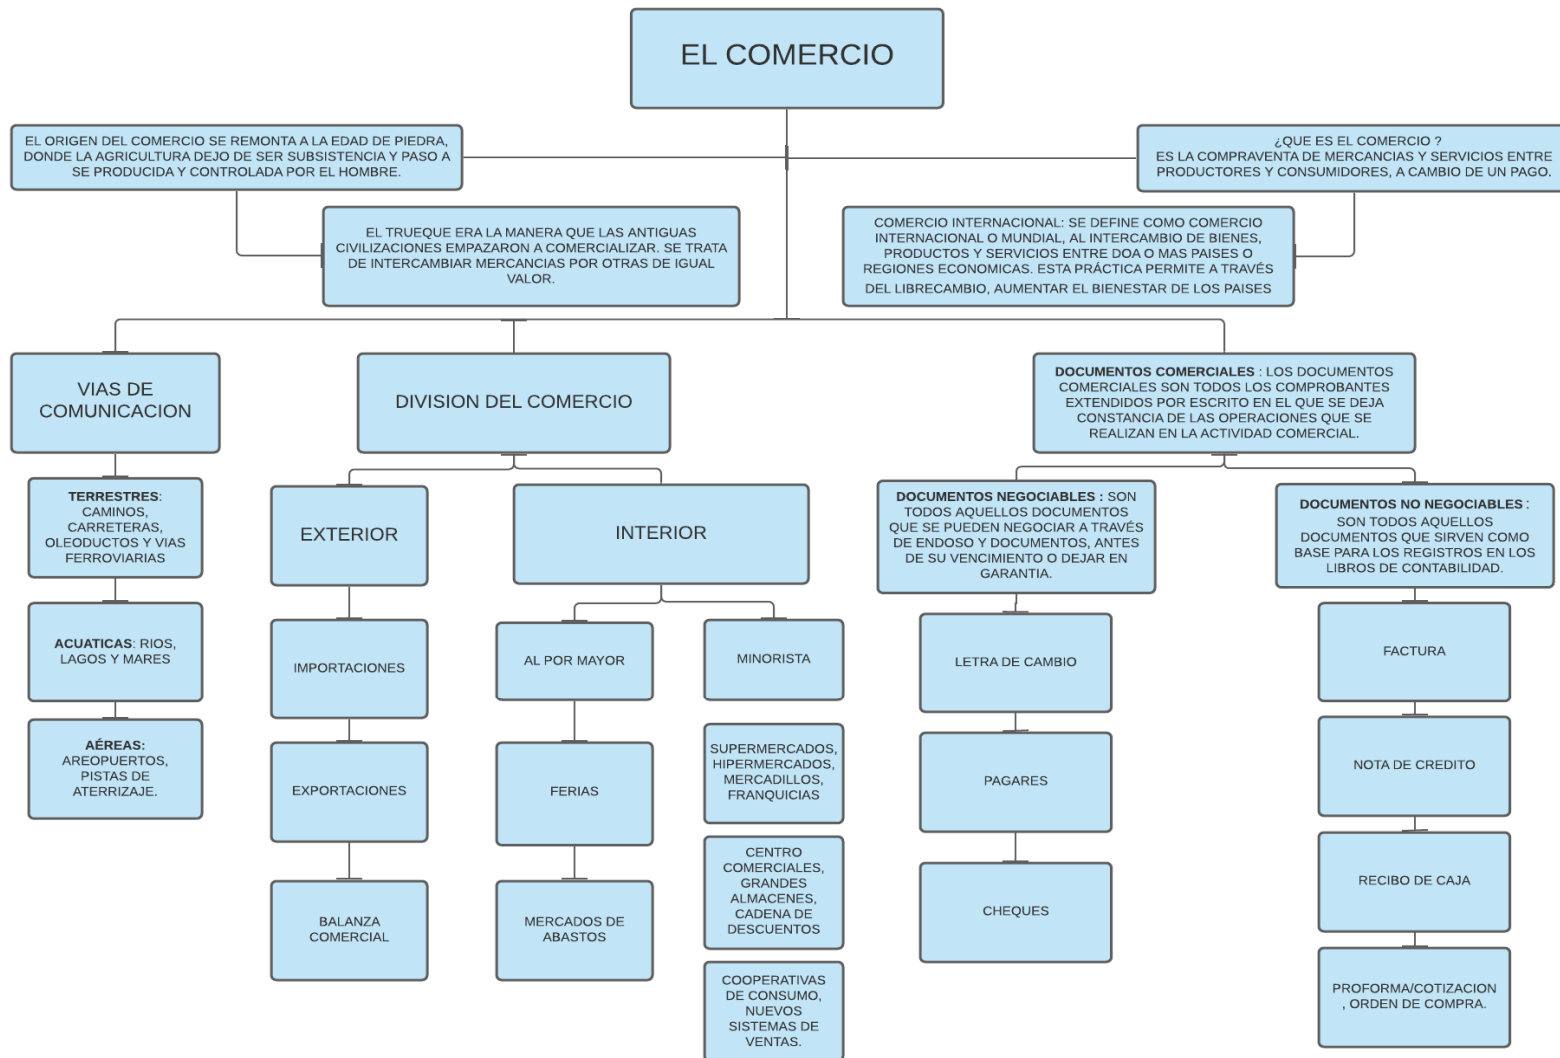 EL COMERCIO
EL ORIGEN DEL COMERCIO SE REMONTA A LA EDAD DE PIEDRA,
DONDE LA AGRICULTURA DEJO DE SER SUBSISTENCIA Y PASO A
SE PRODUCIDA Y CONTROLADA POR EL HOMBRE.
¿QUE ES EL COMERCIO ?
ES LA COMPRAVENTA DE MERCANCIAS Y SERVICIOS ENTRE
PRODUCTORES Y CONSUMIDORES, A CAMBIO DE UN PAGO.
EL TRUEQUE ERA LA MANERA QUE LAS ANTIGUAS
CIVILIZACIONES EMPAZARON A COMERCIALIZAR. SE TRATA
DE INTERCAMBIAR MERCANCIAS POR OTRAS DE IGUAL
VALOR.
COMERCIO INTERNACIONAL: SE DEFINE COMO COMERCIO
INTERNACIONAL O MUNDIAL, AL INTERCAMBIO DE BIENES,
PRODUCTOS Y SERVICIOS ENTRE DOA O MAS PAISES O
REGIONES ECONOMICAS. ESTA PRÁCTICA PERMITE A TRAVÉS
DEL LIBRECAMBIO, AUMENTAR EL BIENESTAR DE LOS PAISES
VIAS DE
COMUNICACION
TERRESTRES:
CAMINOS,
CARRETERAS,
OLEODUCTOS Y VIAS
FERROVIARIAS
ACUATICAS: RIOS,
LAGOS Y MARES
AÉREAS:
AREOPUERTOS,
PISTAS DE
ATERRIZAJE.
DIVISION DEL COMERCIO
EXTERIOR
IMPORTACIONES
EXPORTACIONES
BALANZA
COMERCIAL
INTERIOR
AL POR MAYOR
FERIAS
MERCADOS DE
ABASTOS
MINORISTA
SUPERMERCADOS,
HIPERMERCADOS,
MERCADILLOS,
FRANQUICIAS
CENTRO
COMERCIALES,
GRANDES
ALMACENES,
CADENA DE
DESCUENTOS
COOPERATIVAS
DE CONSUMO,
NUEVOS
SISTEMAS DE
VENTAS.
DOCUMENTOS COMERCIALES : LOS DOCUMENTOS
COMERCIALES SON TODOS LOS COMPROBANTES
EXTENDIDOS POR ESCRITO EN EL QUE SE DEJA
CONSTANCIA DE LAS OPERACIONES QUE SE
REALIZAN EN LA ACTIVIDAD COMERCIAL.
DOCUMENTOS NEGOCIABLES : SON
TODOS AQUELLOS DOCUMENTOS
QUE SE PUEDEN NEGOCIAR A TRAVÉS
DE ENDOSO Y DOCUMENTOS, ANTES
DE SU VENCIMIENTO O DEJAR EN
GARANTIA.
LETRA DE CAMBIO
PAGARES
CHEQUES
DOCUMENTOS NO NEGOCIABLES :
SON TODOS AQUELLOS
DOCUMENTOS QUE SIRVEN COMO
BASE PARA LOS REGISTROS EN LOS
LIBROS DE CONTABILIDAD.
FACTURA
NOTA DE CREDITO
RECIBO DE CAJA
PROFORMA/COTIZACION
, ORDEN DE COMPRA.